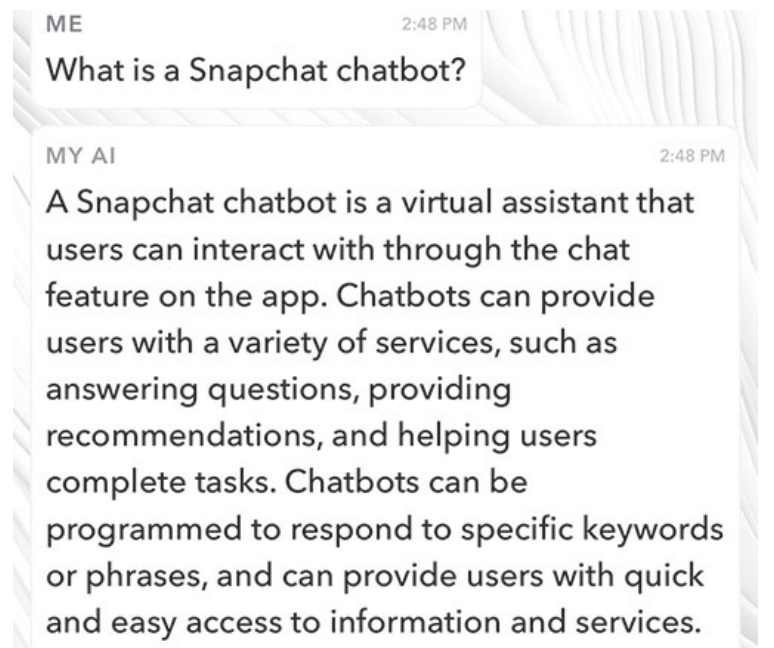 ME 2:48 PM
What is a Snapchat chatbot?
MY AI 2:48 PM
A Snapchat chatbot is a virtual assistant that
users can interact with through the chat
feature on the app. Chatbots can provide
users with a variety of services, such as
answering questions, providing
recommendations, and helping users
complete tasks. Chatbots can be
programmed to respond to specific keywords
or phrases, and can provide users with quick
and easy access to information and services.